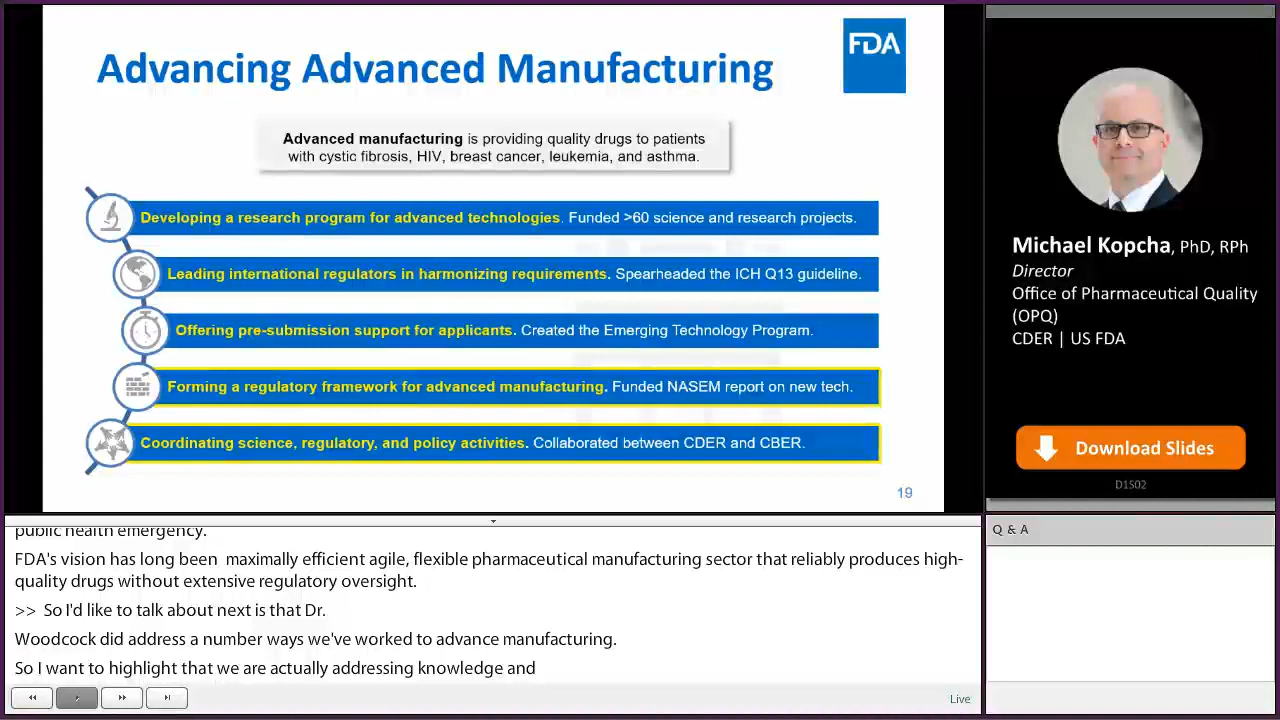 Advancing Advanced Manufacturing
FDA
Advanced manufacturing is providing quality drugs to patients
with cystic fibrosis, HIV, breast cancer, leukemia, and asthma.
Developing a research program for advanced technologies. Funded >60 science and research projects.
Leading international regulators in harmonizing requirements. Spearheaded the ICH Q13 guideline.
Offering pre-submission support for applicants. Created the Emerging Technology Program.
Forming a regulatory framework for advanced manufacturing. Funded NASEM report on new tech.
Coordinating science, regulatory, and policy activities. Collaborated between CDER and CBER.
19
Michael Kopcha, PhD, RPh
Director
Office of Pharmaceutical Quality
(OPQ)
CDER | US FDA
Download Slides
D1S02
public health emergency.
FDA's vision has long been  maximally efficient agile, flexible pharmaceutical manufacturing sector that reliably produces high-
quality drugs without extensive regulatory oversight.
>>  So I'd like to talk about next is that Dr.
Woodcock did address a number ways we've worked to advance manufacturing.
So I want to highlight that we are actually addressing knowledge and
Live
Q & A